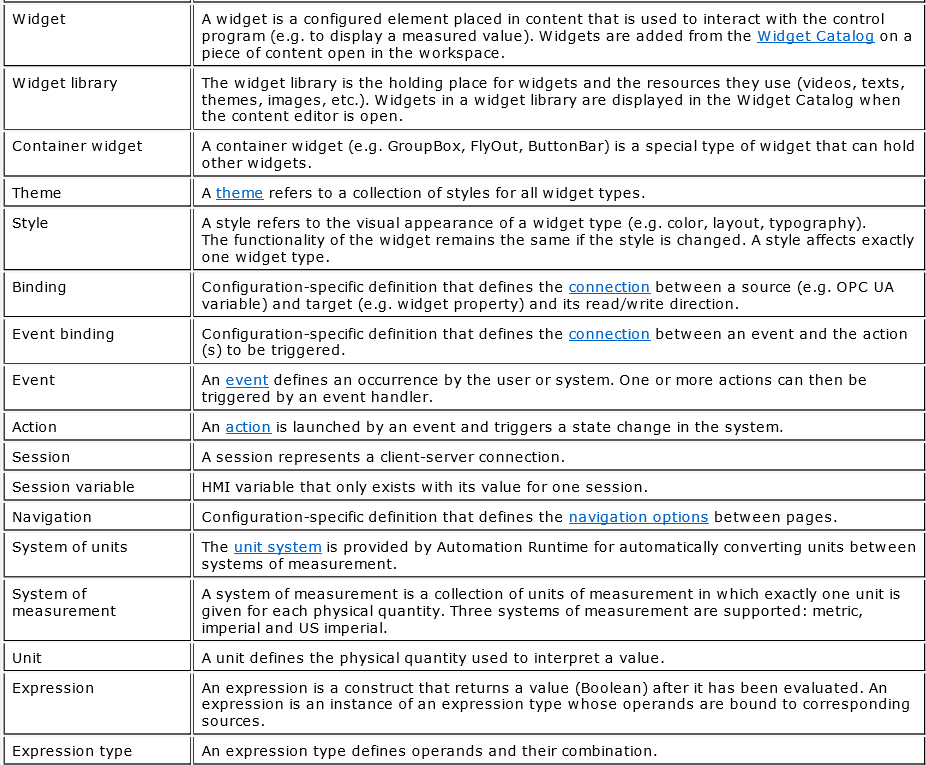 Widget
A widget is a configured element placed in content that is used to interact with the control
program (e.g. to display a measured value). Widgets are added from the Widget Catalog on a
piece of content open in the workspace.
Widget library
The widget library is the holding place for widgets and the resources they use (videos, texts,
themes, images, etc.). Widgets in a widget library are displayed in the Widget Catalog when
the content editor is open.
Container widget
A container widget (e.g. GroupBox, FlyOut, ButtonBar) is a special type of widget that can hold
other widgets.
Theme
A theme refers to a collection of styles for all widget types.
Style
A style refers to the visual appearance of a widget type (e.g. color, layout, typography).
The functionality of the widget remains the same if the style is changed. A style affects exactly
one widget type.
Binding
Configuration-specific definition that defines the connection between a source (e.g. OPC UA
variable) and target (e.g. widget property) and its read/write direction.
Event binding
Configuration-specific definition that defines the connection between an event and the action
(s) to be triggered.
Event
An event defines an occurrence by the user or system. One or more actions can then be
triggered by an event handler.
Action
An action is launched by an event and triggers a state change in the system.
Session
A session represents a client-server connection.
Session variable
HMI variable that only exists with its value for one session.
Navigation
Configuration-specific definition that defines the navigation options between pages.
System of units
The unit system is provided by Automation Runtime for automatically converting units between
systems of measurement.
System of
measurement
A system of measurement is a collection of units of measurement in which exactly one unit is
given for each physical quantity. Three systems of measurement are supported: metric,
imperial and US imperial.
Unit
A unit defines the physical quantity used to interpret a value.
Expression
An expression is a construct that returns a value (Boolean) after it has been evaluated. An
expression is an instance of an expression type whose operands are bound to corresponding
sources.
Expression type
An expression type defines operands and their combination.